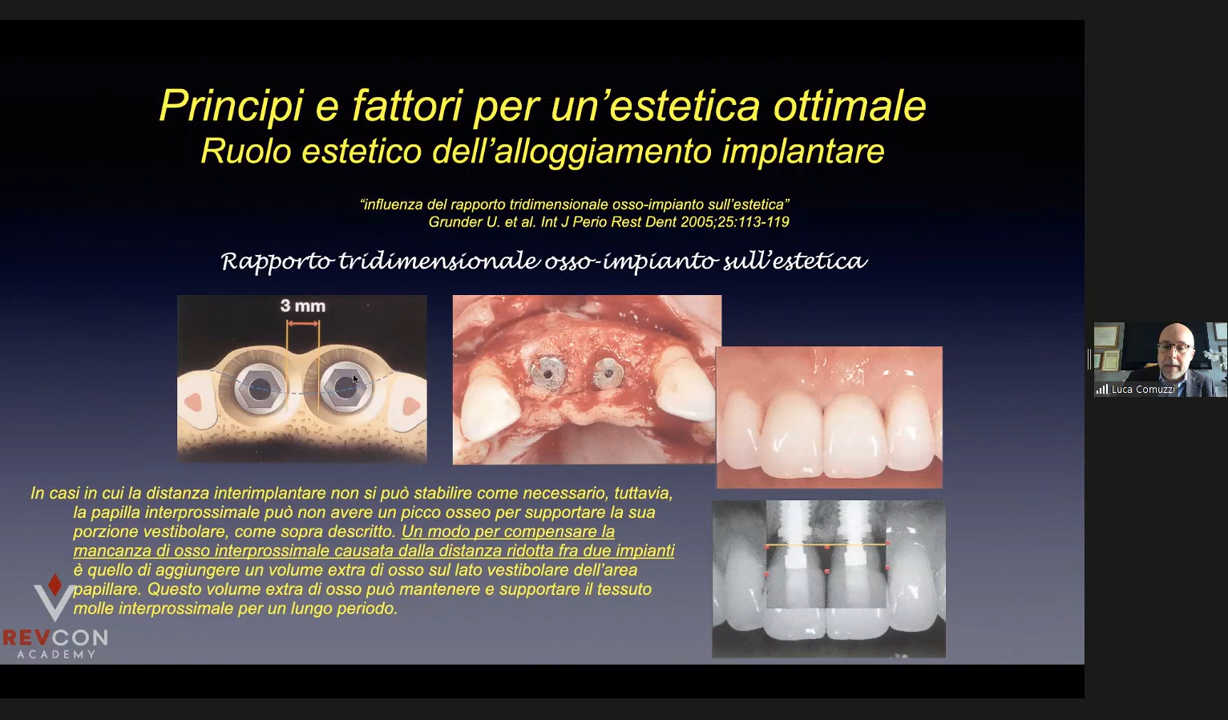 Principi e fattori per un’estetica ottimale
Ruolo estetico dell’alloggiamento implantare
“influenza del rapporto tridimensionale osso-impianto sull’estetica”
Grunder U. et al. Int J Perio Rest Dent 2005;25:113-119
Rapporto tridimensionale osso-impianto sull’estetica
3 mm
In casi in cui la distanza interimplantare non si può stabilire come necessario, tuttavia,
la papilla interprossimale può non avere un picco osseo per supportare la sua
porzione vestibolare, come sopra descritto. Un modo per compensare la
mancanza di osso interprossimale causata dalla distanza ridotta fra due impianti
è quello di aggiungere un volume extra di osso sul lato vestibolare dell’area
papillare. Questo volume extra di osso può mantenere e supportare il tessuto
molle interprossimale per un lungo periodo.
REVCON
ACADEMY
Luca Comuzzi